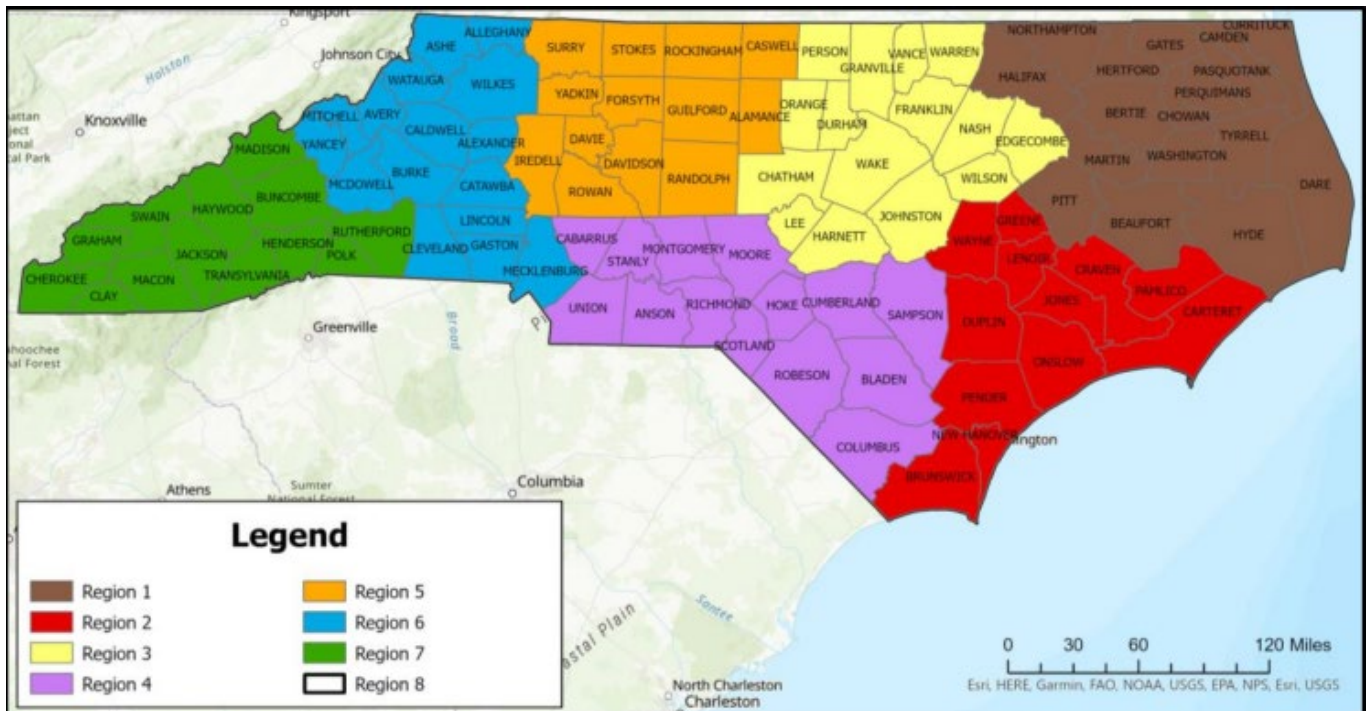 Kingsport
Johnson City
Holston
Knoxville
ASHE
ALLEGHANY
WATAUGA
WILKES
MITCHELL
AVERY
YANCEY
CALDWELL
ALEXANDER
MCDOWELL
BURKE
CATAWBA
LINCOLN
CLEVELAND
GASTON
MECKLENBURG
SURRY
STOKES
ROCKINGHAM
CASWELL
YADKIN
FORSYTH
GUILFORD
ALAMANCE
IREDELL
DAVIE
DAVIDSON
RANDOLPH
ROWAN
PERSON
GRANVILLE
VANCE
WARREN
ORANGE
DURHAM
FRANKLIN
NASH
EDGECOMBE
CHATHAM
WAKE
WILSON
LEE
HARNETT
JOHNSTON
NORTHAMPTON
GATES
CURRITUCK
CAMDEN
HALIFAX
HERTFORD
PASQUOTANK
PERQUIMANS
BERTIE
CHOWAN
TYRRELL
MARTIN
WASHINGTON
DARE
PITT
BEAUFORT
HYDE
MADISON
BUNCOMBE
SWAIN
HAYWOOD
RUTHERFORD
GRAHAM
JACKSON
HENDERSON
POLK
CHEROKEE
MACON
TRANSYLVANIA
CLAY
CABARRUS
STANLY
MONTGOMERY
MOORE
UNION
ANSON
RICHMOND
HOKE
CUMBERLAND
SAMPSON
SCOTLAND
ROBESON
BLADEN
COLUMBUS
WAYNE
GREENE
LENOIR
CRAVEN
PAMLICO
JONES
CARTERET
DUPLIN
ONSLOW
PENDER
NEW HANOVER
ington
BRUNSWICK
Greenville
Broad
Athens
Sumter
National Forest
Columbia
Santee
astal Plain
North Charleston
Charleston
Legend
Region 1
Region 2
Region 3
Region 4
Region 5
Region 6
Region 7
Region 8
0 30 60 120 Miles
Esri, HERE, Garmin, FAO, NOAA, USGS, EPA, NPS, Esri, USGS